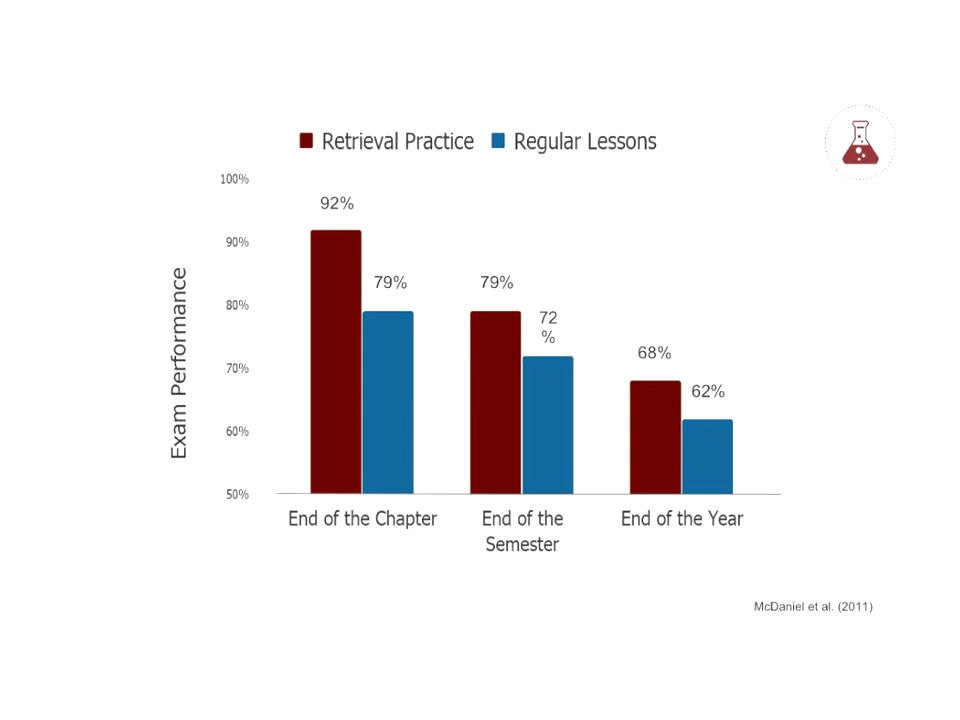 Retrieval Practice Regular Lessons
100%
92%
90%
79%
79%
80%
72
%
68%
70%
62%
60%
50%
Exam Performance
End of the Chapter
End of the
Semester
End of the Year
McDaniel et al. (2011)